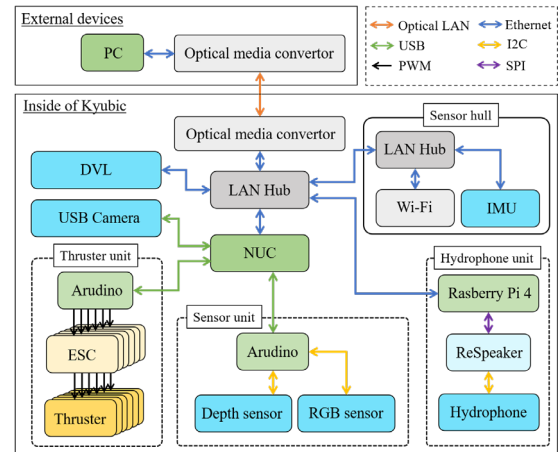 External devices
PC
Optical media convertor
Optical LAN
Ethernet
USB
I2C
PWM
SPI
Inside of Kyubic
Optical media convertor
Sensor hull
LAN Hub
DVL
LAN Hub
Wi-Fi
IMU
USB Camera
NUC
Thruster unit
Hydrophone unit
Arudino
Rasberry Pi 4
Sensor unit
ESC
Arudino
ReSpeaker
Thruster
Depth sensor
RGB sensor
Hydrophone